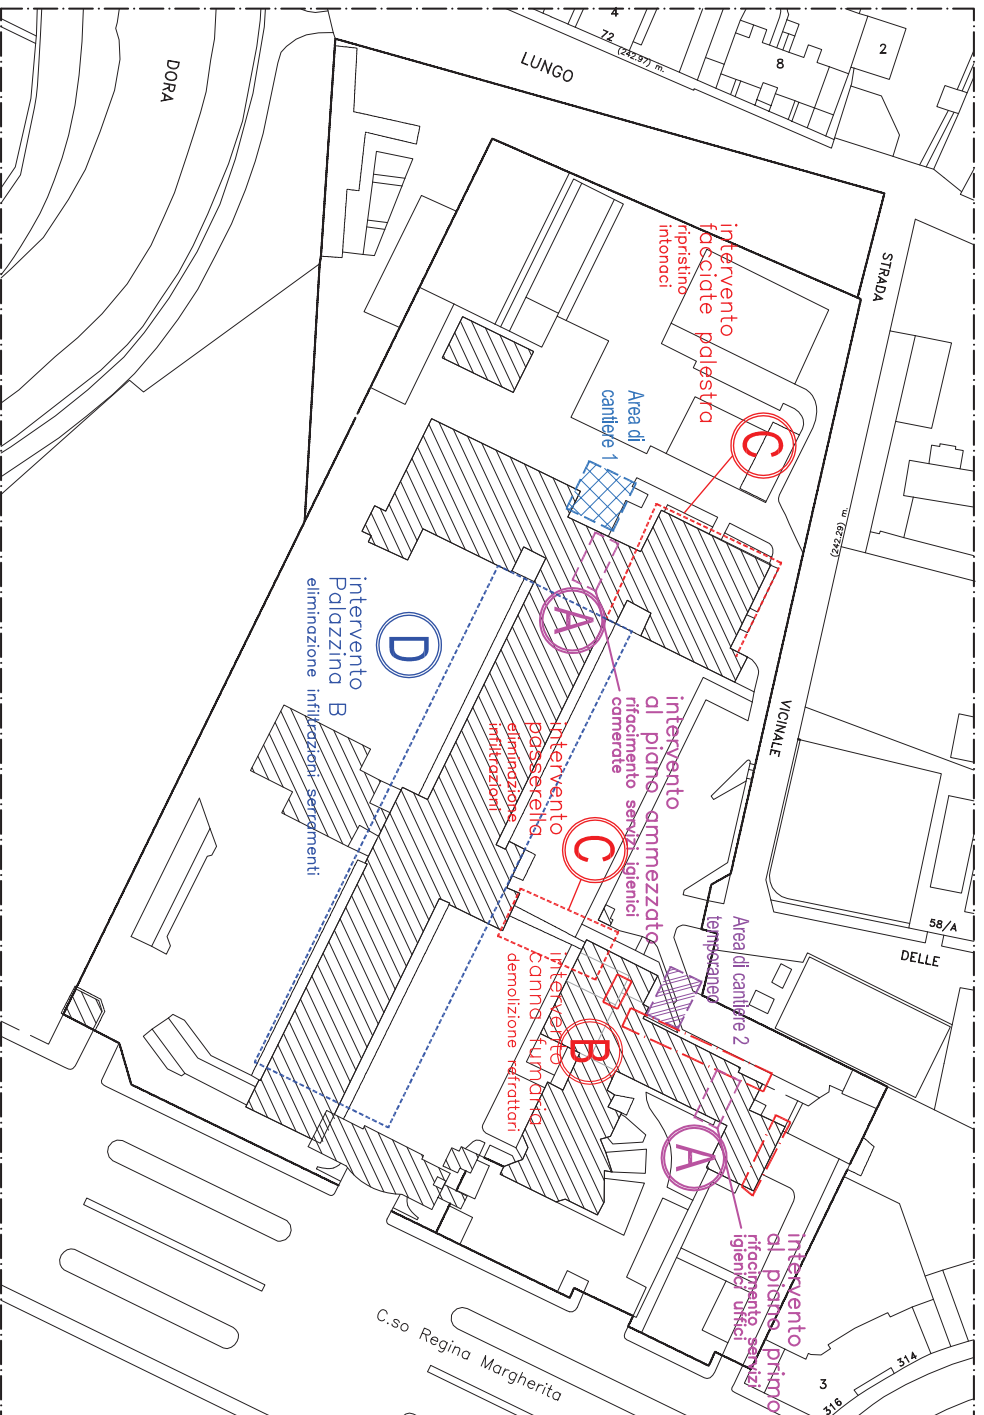 4
72
(242.97) m.
8
2
LUNGO
DORA
STRADA
intervento
facciate palestra
ripristino
intonaci
C
Area di
cantiere 1
(242.29) m.
A
intervento
al piano ammezzato
rifacimento servizi igienici
camerate
D
intervento
Palazzina B
eliminazione infiltrazioni serramenti
intervento
passerella
eliminazione
infiltrazioni
C
VICINALE
58/A
DELLE
Area di cantiere 2
temporaneo
intervento
canna fumaria
demolizione refrattari
B
A
intervento
al piano primo
rifacimento servizi
igienici uffici
C.so Regina Margherita
314
3
316